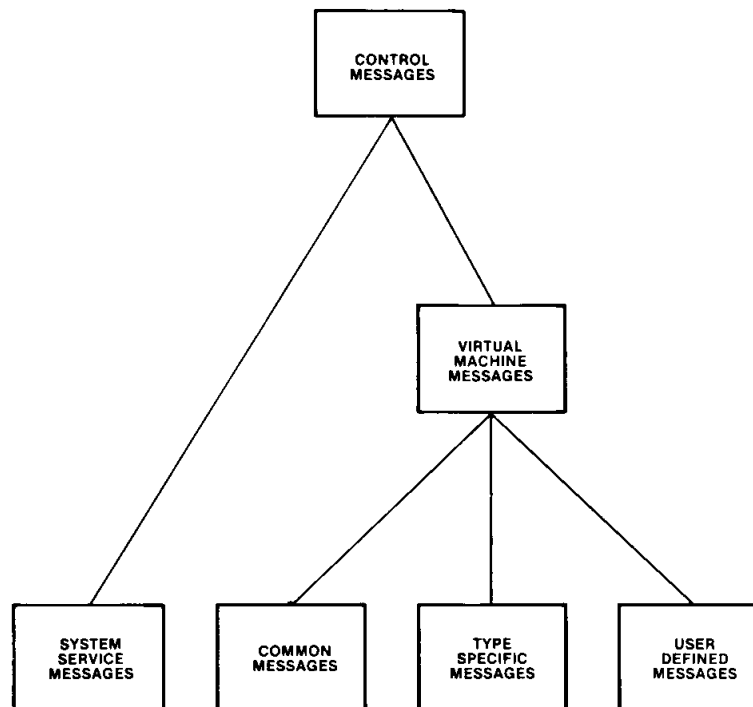 CONTROL
MESSAGES
VIRTUAL
MACHINE
MESSAGES
SYSTEM
SERVICE
MESSAGES
COMMON
MESSAGES
TYPE
SPECIFIC
MESSAGES
USER
DEFINED
MESSAGES